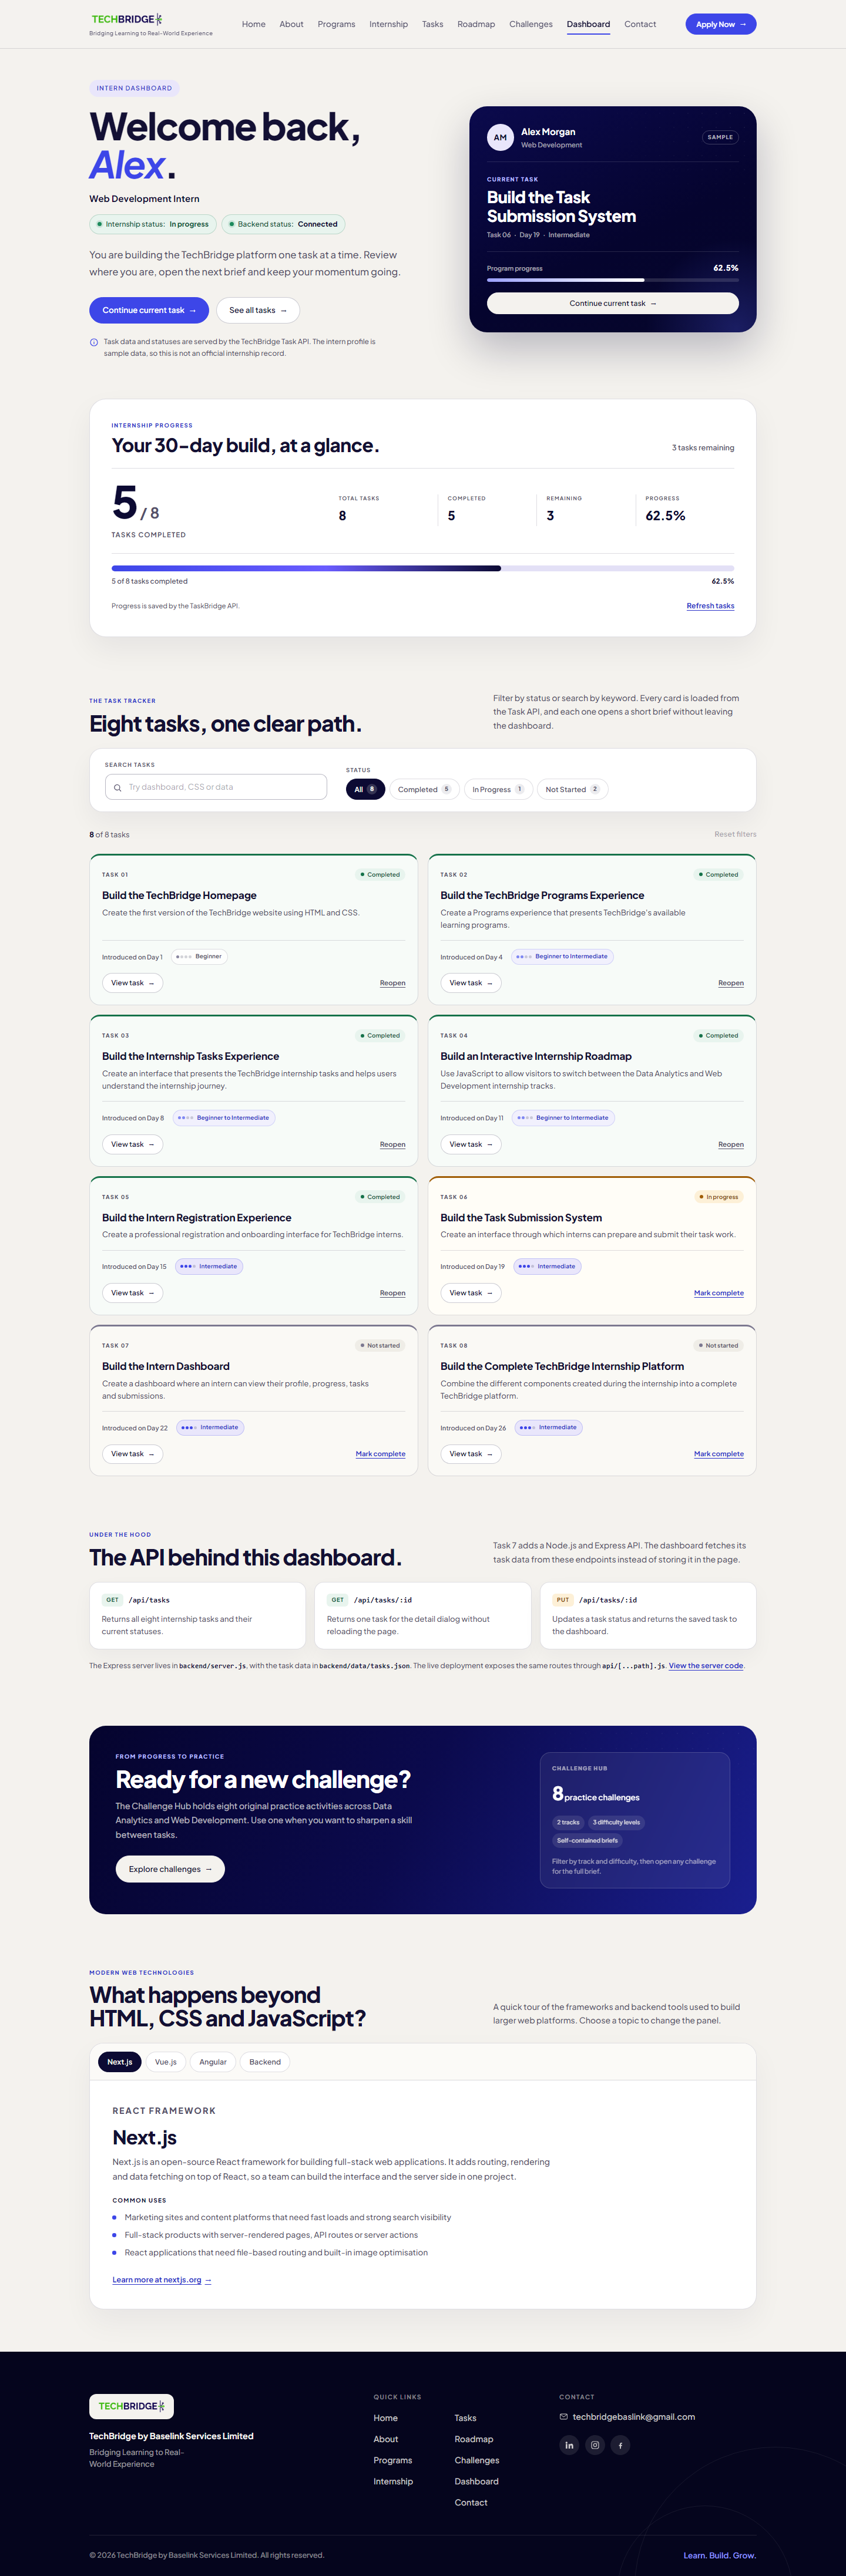 TECHBRIDGE
Bridging Learning to Real-World Experience
Home About Programs Internship Tasks Roadmap Challenges Dashboard Contact
Apply Now →
INTERN DASHBOARD
Welcome back,
Alex.
Web Development Intern
Internship status: In progress
Backend status: Connected
You are building the TechBridge platform one task at a time. Review
where you are, open the next brief and keep your momentum going.
Continue current task →
See all tasks →
Task data and statuses are served by the TechBridge Task API. The intern profile is
sample data, so this is not an official internship record.
AM
Alex Morgan
Web Development
SAMPLE
CURRENT TASK
Build the Task
Submission System
Task 06 · Day 19 · Intermediate
Program progress 62.5%
Continue current task →
INTERNSHIP PROGRESS
Your 30-day build, at a glance.
3 tasks remaining
5 / 8
TASKS COMPLETED
TOTAL TASKS
8
COMPLETED
5
REMAINING
3
PROGRESS
62.5%
5 of 8 tasks completed 62.5%
Progress is saved by the TaskBridge API.
Refresh tasks
THE TASK TRACKER
Eight tasks, one clear path.
Filter by status or search by keyword. Every card is loaded from
the Task API, and each one opens a short brief without leaving
the dashboard.
SEARCH TASKS
Try dashboard, CSS or data
STATUS
All 8 Completed 5 In Progress 1 Not Started 2
8 of 8 tasks
Reset filters
TASK 01 Completed
Build the TechBridge Homepage
Create the first version of the TechBridge website using HTML and CSS.
Introduced on Day 1 Beginner
View task → Reopen
TASK 02 Completed
Build the TechBridge Programs Experience
Create a Programs experience that presents TechBridge's available
learning programs.
Introduced on Day 4 Beginner to Intermediate
View task → Reopen
TASK 03 Completed
Build the Internship Tasks Experience
Create an interface that presents the TechBridge internship tasks and helps users
understand the internship journey.
Introduced on Day 8 Beginner to Intermediate
View task → Reopen
TASK 04 Completed
Build an Interactive Internship Roadmap
Use JavaScript to allow visitors to switch between the Data Analytics and Web
Development internship tracks.
Introduced on Day 11 Beginner to Intermediate
View task → Reopen
TASK 05 Completed
Build the Intern Registration Experience
Create a professional registration and onboarding interface for TechBridge interns.
Introduced on Day 15 Intermediate
View task → Reopen
TASK 06 In progress
Build the Task Submission System
Create an interface through which interns can prepare and submit their task work.
Introduced on Day 19 Intermediate
View task → Mark complete
TASK 07 Not started
Build the Intern Dashboard
Create a dashboard where an intern can view their profile, progress, tasks
and submissions.
Introduced on Day 22 Intermediate
View task → Mark complete
TASK 08 Not started
Build the Complete TechBridge Internship Platform
Combine the different components created during the internship into a complete
TechBridge platform.
Introduced on Day 26 Intermediate
View task → Mark complete
UNDER THE HOOD
The API behind this dashboard.
Task 7 adds a Node.js and Express API. The dashboard fetches its
task data from these endpoints instead of storing it in the page.
GET /api/tasks
Returns all eight internship tasks and their
current statuses.
GET /api/tasks/:id
Returns one task for the detail dialog without
reloading the page.
PUT /api/tasks/:id
Updates a task status and returns the saved task to
the dashboard.
The Express server lives in backend/server.js, with the task data in backend/data/tasks.json. The live deployment exposes the same routes through api/[...path].js. View the server code.
FROM PROGRESS TO PRACTICE
Ready for a new challenge?
The Challenge Hub holds eight original practice activities across Data
Analytics and Web Development. Use one when you want to sharpen a skill
between tasks.
Explore challenges →
CHALLENGE HUB
8 practice challenges
2 tracks 3 difficulty levels
Self-contained briefs
Filter by track and difficulty, then open any challenge
for the full brief.
MODERN WEB TECHNOLOGIES
What happens beyond
HTML, CSS and JavaScript?
A quick tour of the frameworks and backend tools used to build
larger web platforms. Choose a topic to change the panel.
Next.js Vue.js Angular Backend
REACT FRAMEWORK
Next.js
Next.js is an open-source React framework for building full-stack web applications. It adds routing, rendering
and data fetching on top of React, so a team can build the interface and the server side in one project.
COMMON USES
Marketing sites and content platforms that need fast loads and strong search visibility
Full-stack products with server-rendered pages, API routes or server actions
React applications that need file-based routing and built-in image optimisation
Learn more at nextjs.org →
TECHBRIDGE
TechBridge by Baselink Services Limited
Bridging Learning to Real-
World Experience
QUICK LINKS
Home
About
Programs
Internship
Tasks
Roadmap
Challenges
Dashboard
Contact
CONTACT
techbridgebaslink@gmail.com
© 2026 TechBridge by Baselink Services Limited. All rights reserved.
Learn. Build. Grow.